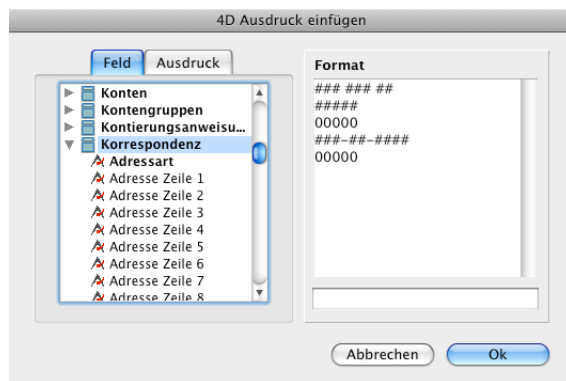 4D Ausdruck einfügen
Feld
Ausdruck
Konten
Kontengruppen
Kontierungsanweisu...
Korrespondenz
Adressart
Adresse Zeile 1
Adresse Zeile 2
Adresse Zeile 3
Adresse Zeile 4
Adresse Zeile 5
Adresse Zeile 6
Adresse Zeile 7
Adresse Zeile 8
Format
### ### ##
#####
00000
###-##-####
00000
Abbrechen
Ok